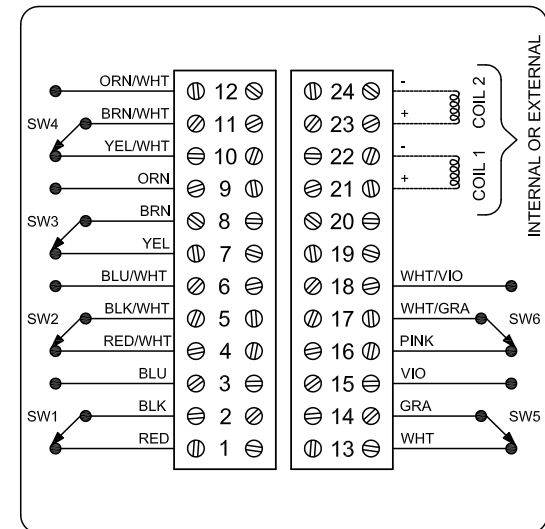 ORN/WHT 12
SW4 BRN/WHT 11
YEL/WHT 10
ORN 9
SW3 BRN 8
YEL 7
BLU/WHT 6
SW2 BLK/WHT 5
RED/WHT 4
BLU 3
SW1 BLK 2
RED 1
24 -
23 +
COIL 2
22 -
21 +
COIL 1
INTERNAL OR EXTERNAL
20
19
18 WHT/VIO
17 WHT/GRA SW6
16 PINK
15 VIO
14 GRA SW5
13 WHT